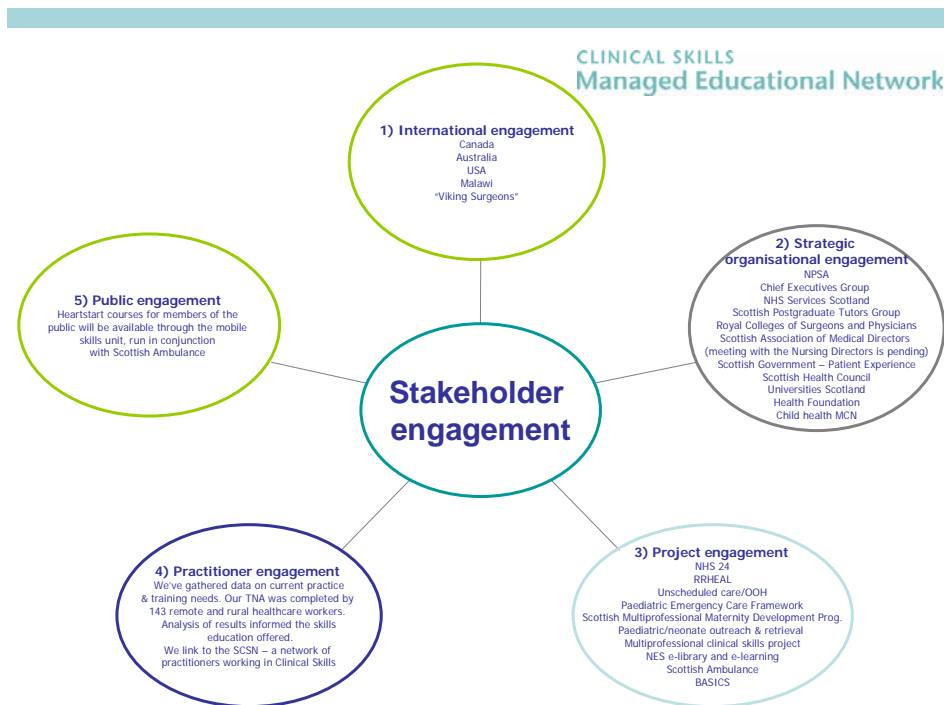 CLINICAL SKILLS
Managed Educational Network
1) International engagement
Canada
Australia
USA
Malawi
"Viking Surgeons"
2) Strategic
organisational engagement
NPSA
Chief Executives Group
NHS Services Scotland
Scottish Postgraduate Tutors Group
Royal Colleges of Surgeons and Physicians
Scottish Association of Medical Directors
(meeting with the Nursing Directors is pending)
Scottish Government – Patient Experience
Scottish Health Council
Universities Scotland
Health Foundation
Child health MCN
5) Public engagement
Heartstart courses for members of the
public will be available through the mobile
skills unit, run in conjunction
with Scottish Ambulance
Stakeholder
engagement
4) Practitioner engagement
We've gathered data on current practice
& training needs. Our TNA was completed by
143 remote and rural healthcare workers.
Analysis of results informed the skills
education offered.
We link to the SCSN – a network of
practitioners working in Clinical Skills
3) Project engagement
NHS 24
RRHEAL
Unscheduled care/OOH
Paediatric Emergency Care Framework
Scottish Multiprofessional Maternity Development Prog.
Paediatric/neonate outreach & retrieval
Multiprofessional clinical skills project
NES e-library and e-learning
Scottish Ambulance
BASICS